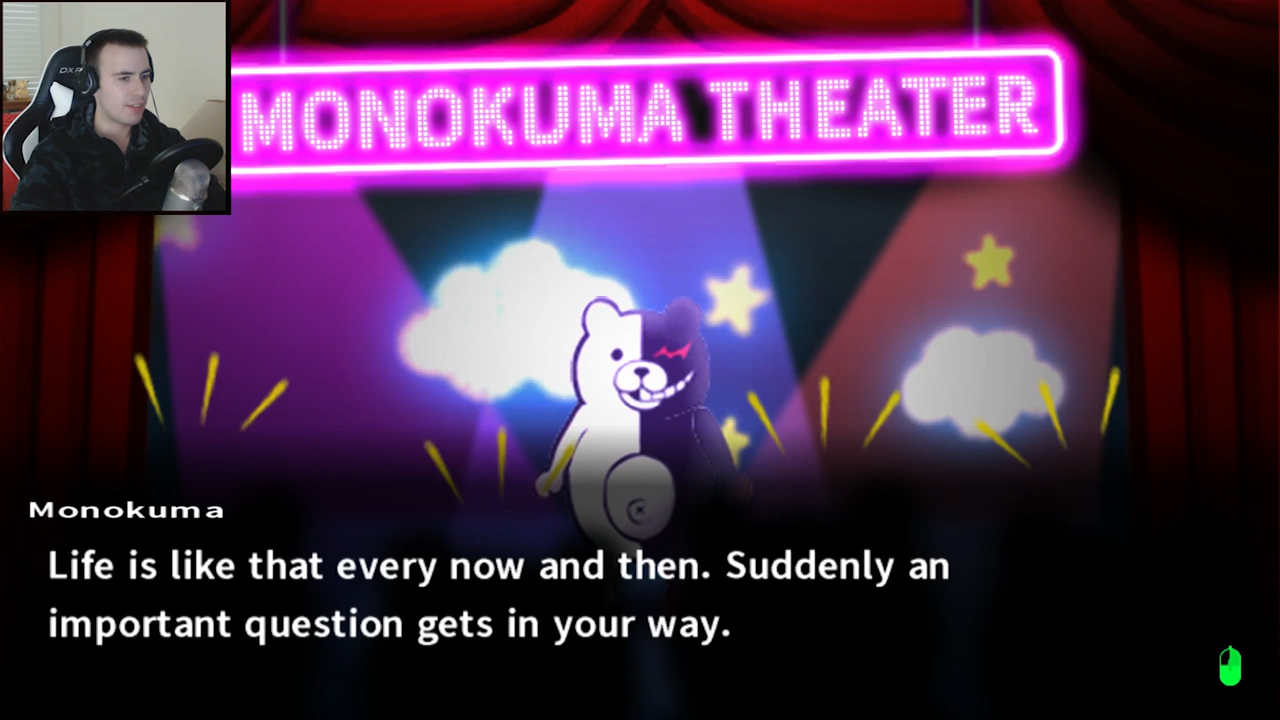 DXR
MONOKUMA THEATER
Monokuma
Life is like that every now and then. Suddenly an
important question gets in your way.